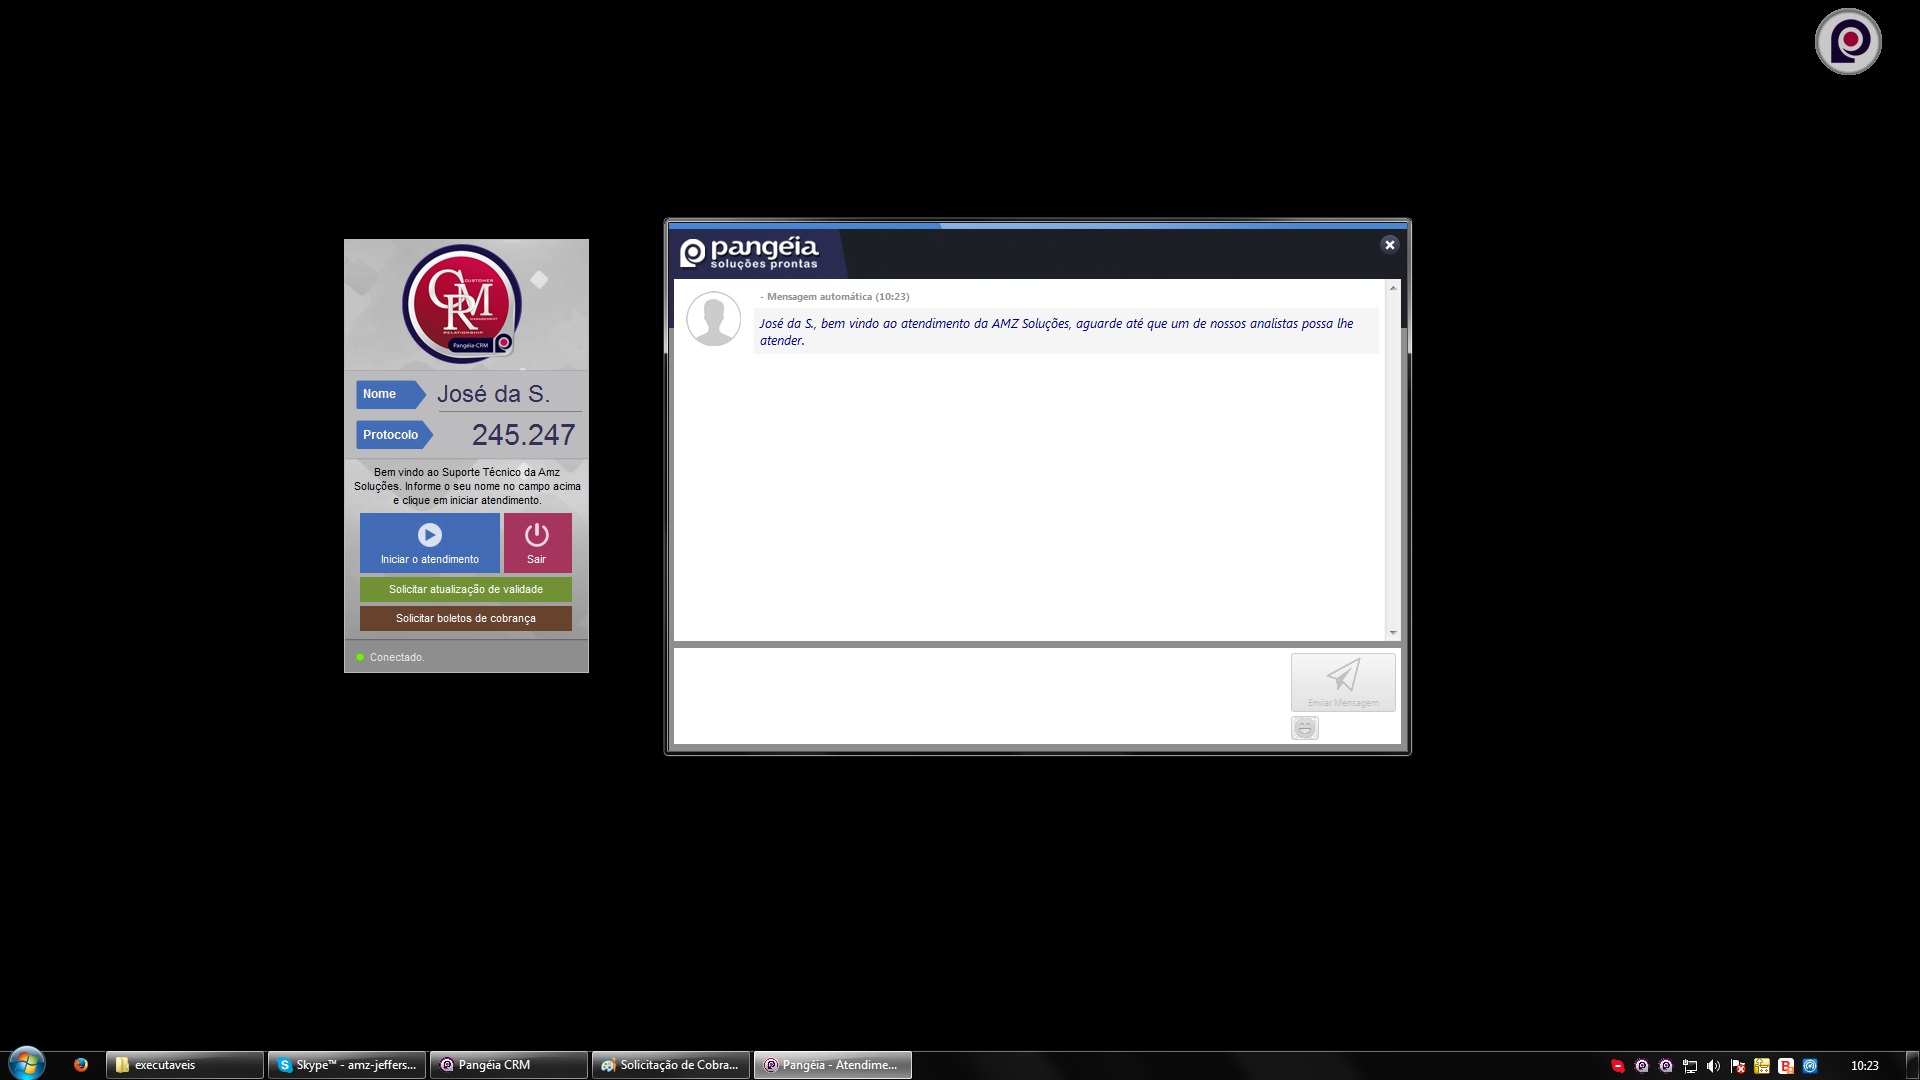 CRM
CUSTOMER
MANAGEMENT
RELATIONSHIP
Pangéia-CRM
Nome
José da S.
Protocolo
245.247
Bem vindo ao Suporte Técnico da Amz
Soluções. Informe o seu nome no campo acima
e clique em iniciar atendimento.
Iniciar o atendimento
Sair
Solicitar atualização de validade
Solicitar boletos de cobrança
Conectado.
pangéia
soluções prontas
- Mensagem automática (10:23)
José da S., bem vindo ao atendimento da AMZ Soluções, aguarde até que um de nossos analistas possa lhe
atender.
Enviar Mensagem
executaveis
Skype™ - amz-jeffers...
Pangéia CRM
Solicitação de Cobra...
Pangéia - Atendime...
10:23